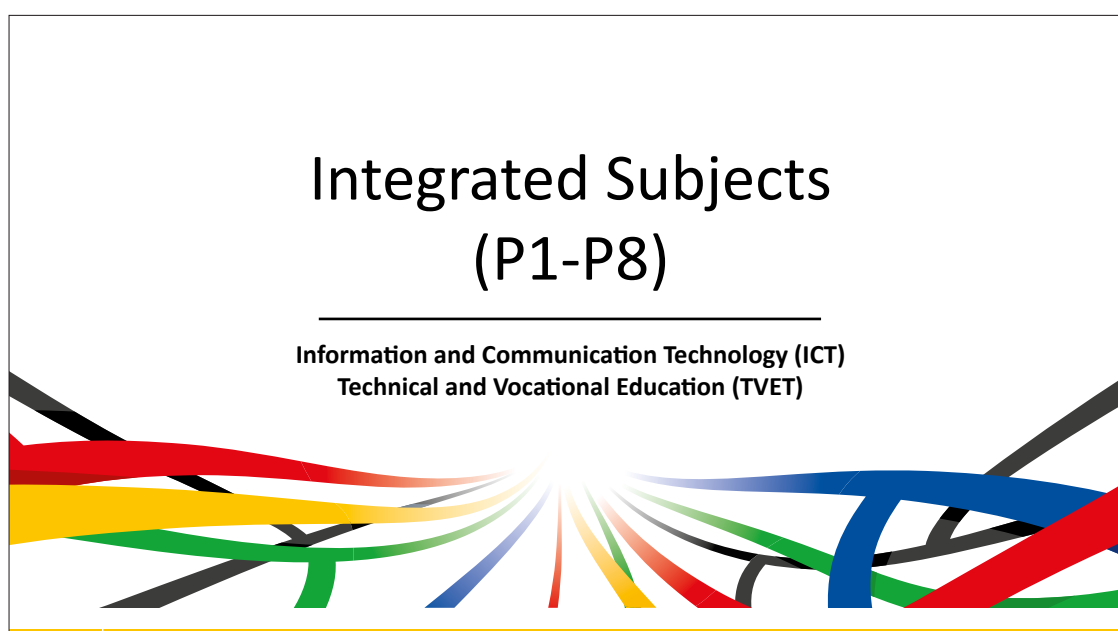 Integrated Subjects
(P1-P8)
Information and Communication Technology (ICT)
Technical and Vocational Education (TVET)